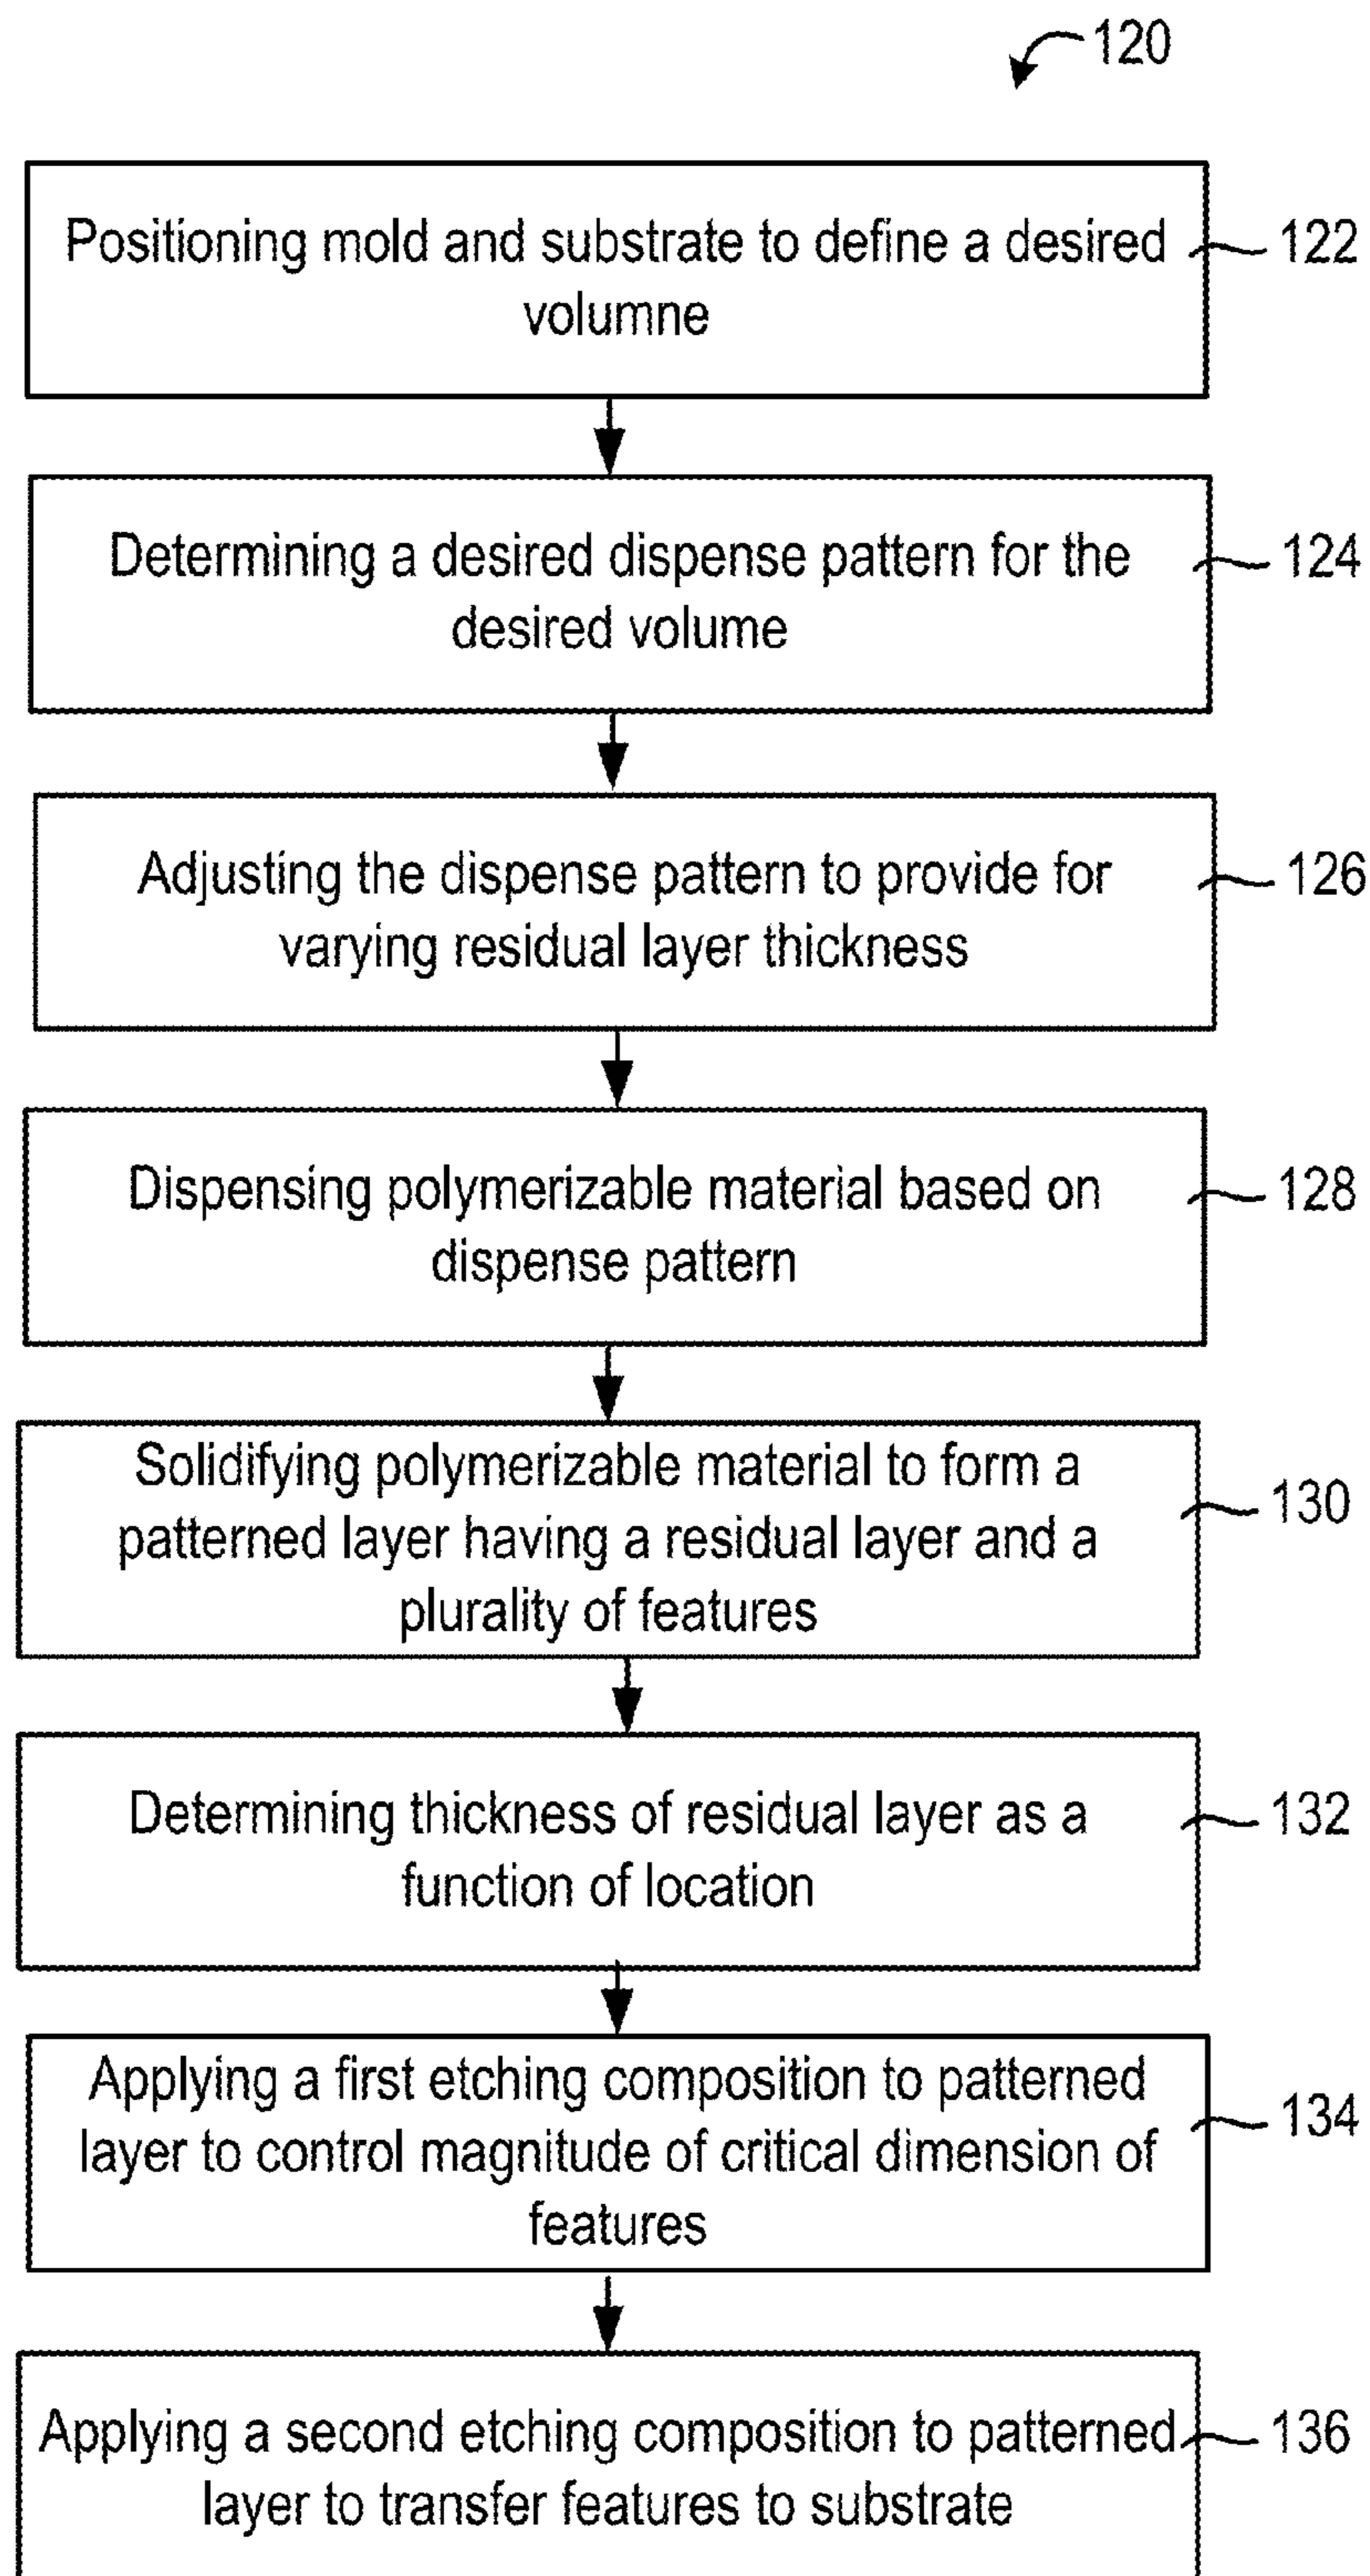 120
Positioning mold and substrate to define a desired
volumne
122
Determining a desired dispense pattern for the
desired volume
124
Adjusting the dispense pattern to provide for
varying residual layer thickness
126
Dispensing polymerizable material based on
dispense pattern
128
Solidifying polymerizable material to form a
patterned layer having a residual layer and a
plurality of features
130
Determining thickness of residual layer as a
function of location
132
Applying a first etching composition to patterned
layer to control magnitude of critical dimension of
features
134
Applying a second etching composition to patterned
layer to transfer features to substrate
136